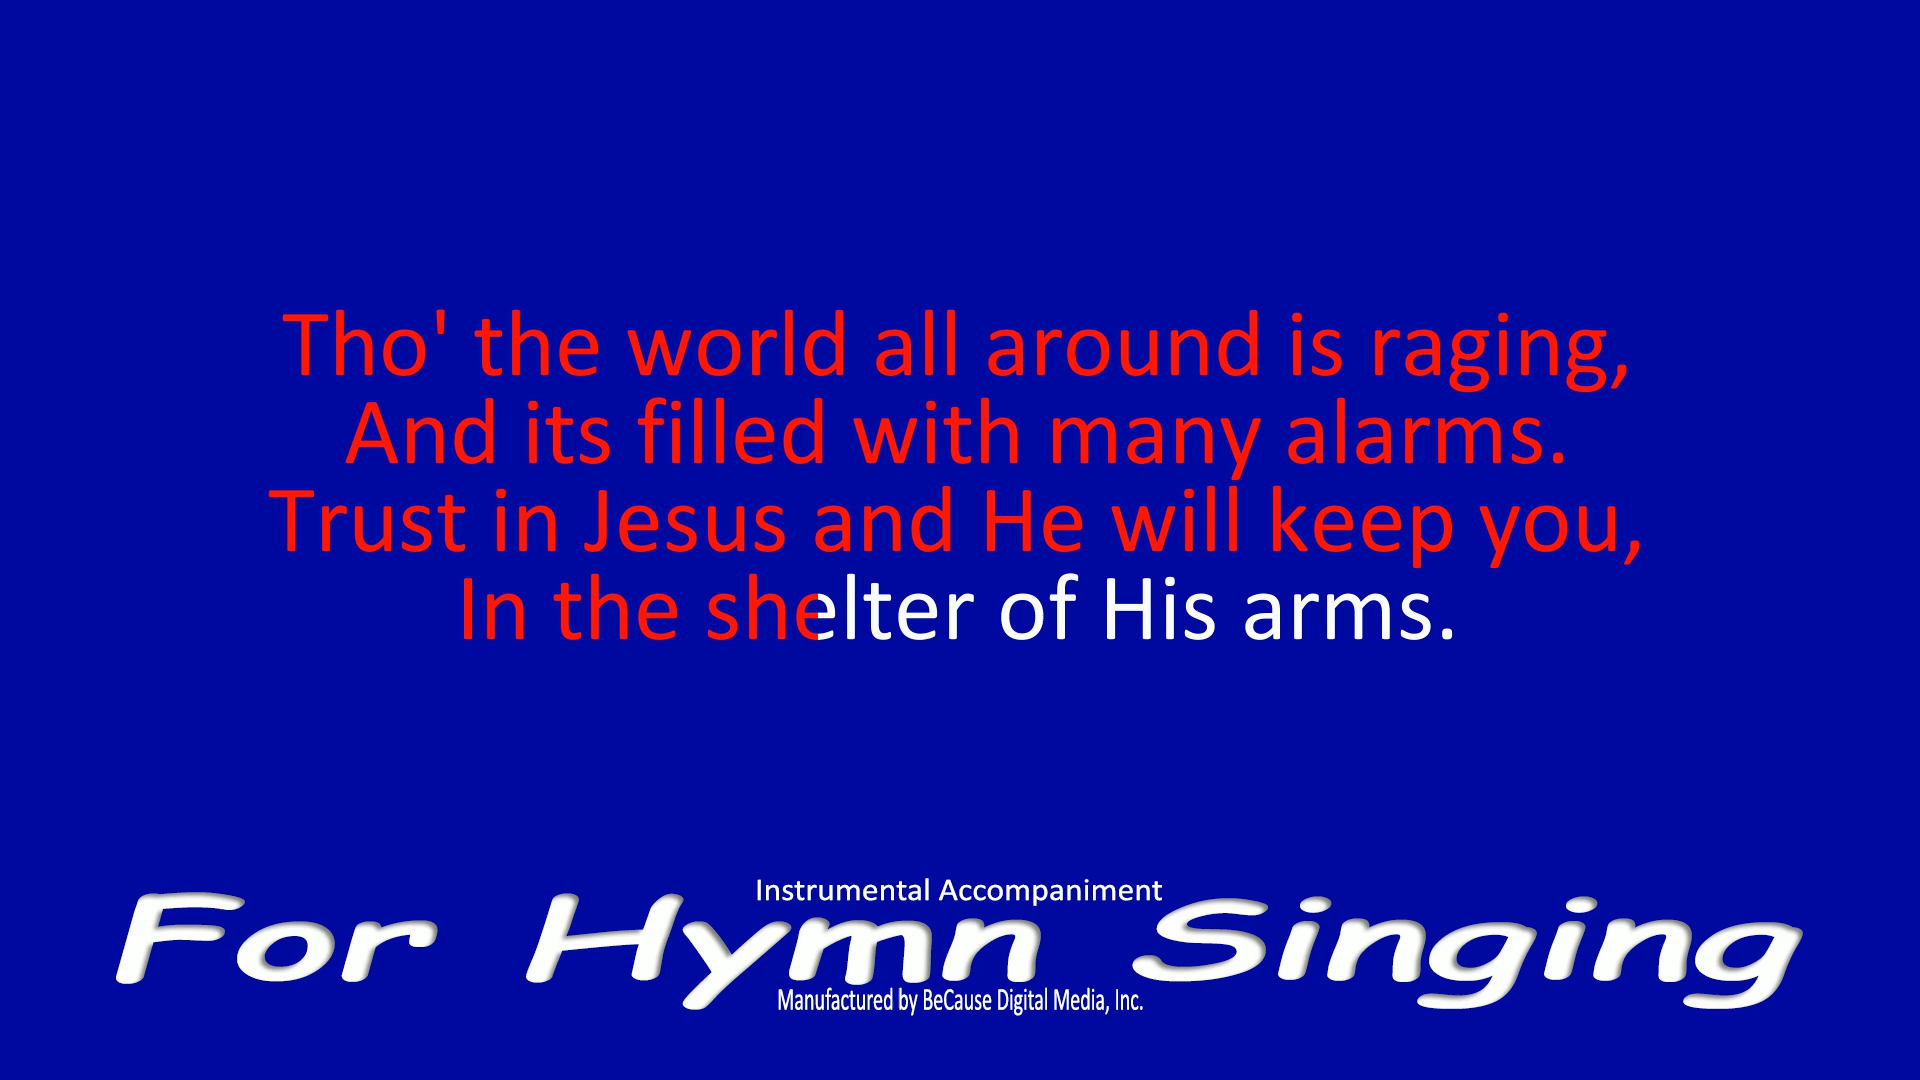 Tho' the world all around is raging,
And its filled with many alarms.
Trust in Jesus and He will keep you,
In the shelter of His arms.
Instrumental Accompaniment
For Hymn Singing
Manufactured by BeCause Digital Media, Inc.